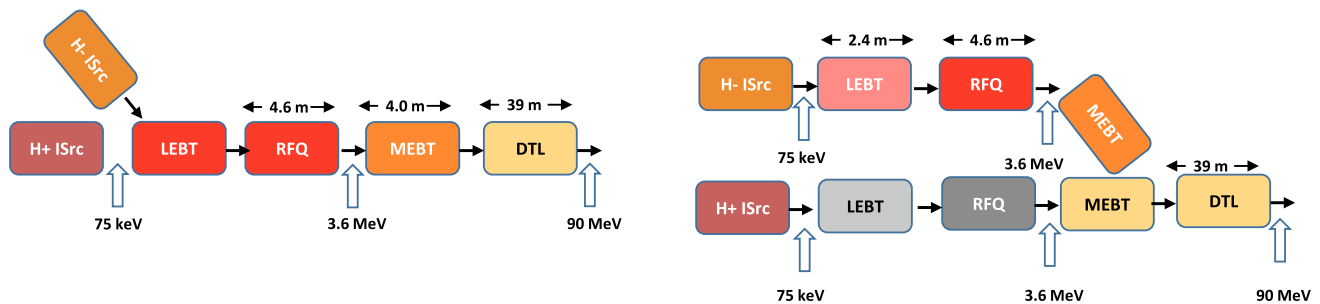 H- ISrc
4.6 m
4.0 m
39 m
H+ ISrc
LEBT
RFQ
MEBT
DTL
75 keV
3.6 MeV
90 MeV
2.4 m
4.6 m
H- ISrc
LEBT
RFQ
MEBT
75 keV
3.6 MeV
39 m
H+ ISrc
LEBT
RFQ
MEBT
DTL
75 keV
3.6 MeV
90 MeV